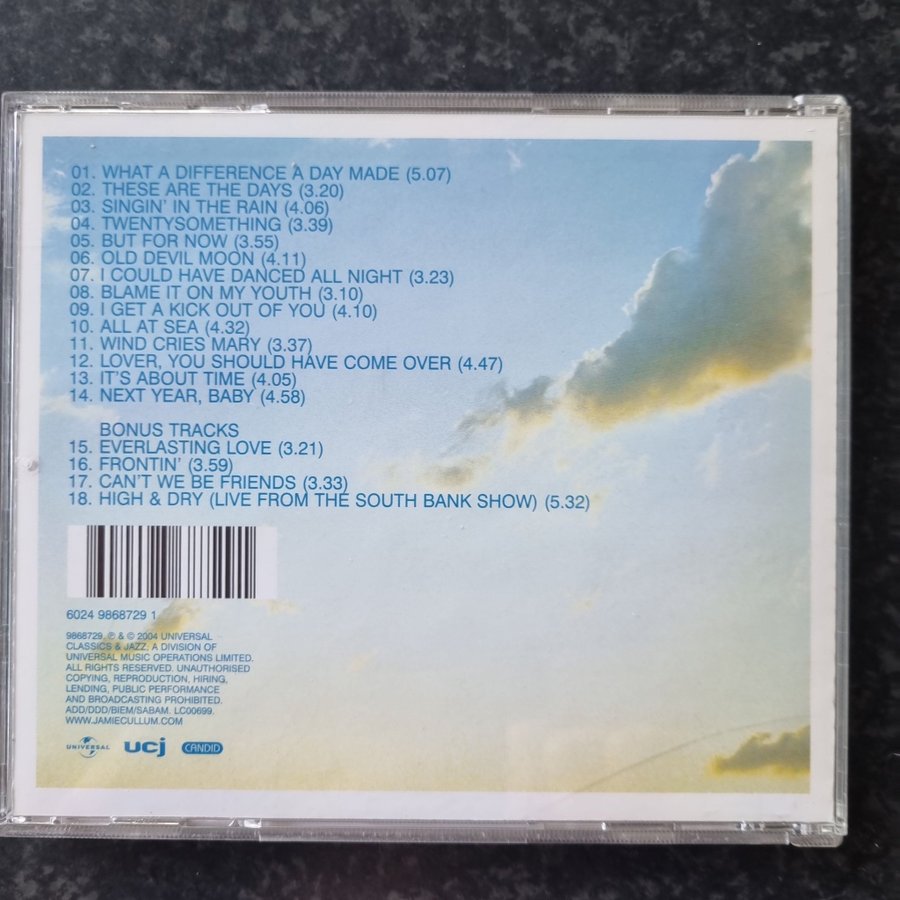 01. WHAT A DIFFERENCE A DAY MADE (5.07)
02. THESE ARE THE DAYS (3.20)
03. SINGIN' IN THE RAIN (4.06)
04. TWENTYSOMETHING (3.39)
05. BUT FOR NOW (3.55)
06. OLD DEVIL MOON (4.11)
07. I COULD HAVE DANCED ALL NIGHT (3.23)
08. BLAME IT ON MY YOUTH (3.10)
09. I GET A KICK OUT OF YOU (4.10)
10. ALL AT SEA (4.32)
11. WIND CRIES MARY (3.37)
12. LOVER, YOU SHOULD HAVE COME OVER (4.47)
13. IT'S ABOUT TIME (4.05)
14. NEXT YEAR, BABY (4.58)
BONUS TRACKS
15. EVERLASTING LOVE (3.21)
16. FRONTIN' (3.59)
17. CAN'T WE BE FRIENDS (3.33)
18. HIGH & DRY (LIVE FROM THE SOUTH BANK SHOW) (5.32)
6024 9868729 1
9868729. ℗ & © 2004 UNIVERSAL
CLASSICS & JAZZ, A DIVISION OF
UNIVERSAL MUSIC OPERATIONS LIMITED.
ALL RIGHTS RESERVED. UNAUTHORISED
COPYING, REPRODUCTION, HIRING,
LENDING, PUBLIC PERFORMANCE
AND BROADCASTING PROHIBITED.
ADD/DDD/BIEM/SABAM. LC00699.
WWW.JAMIECULLUM.COM
UNIVERSAL ucj CANDID